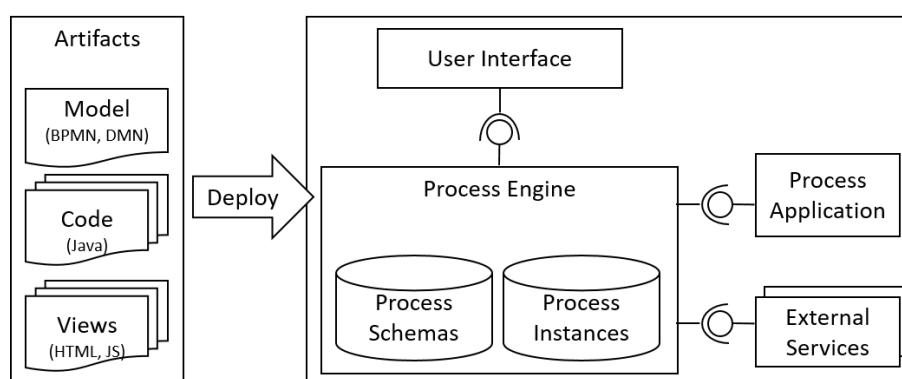 Artifacts
Model
(BPMN, DMN)
Code
(Java)
Views
(HTML, JS)
Deploy
User Interface
Process Engine
Process
Schemas
Process
Instances
Process
Application
External
Services